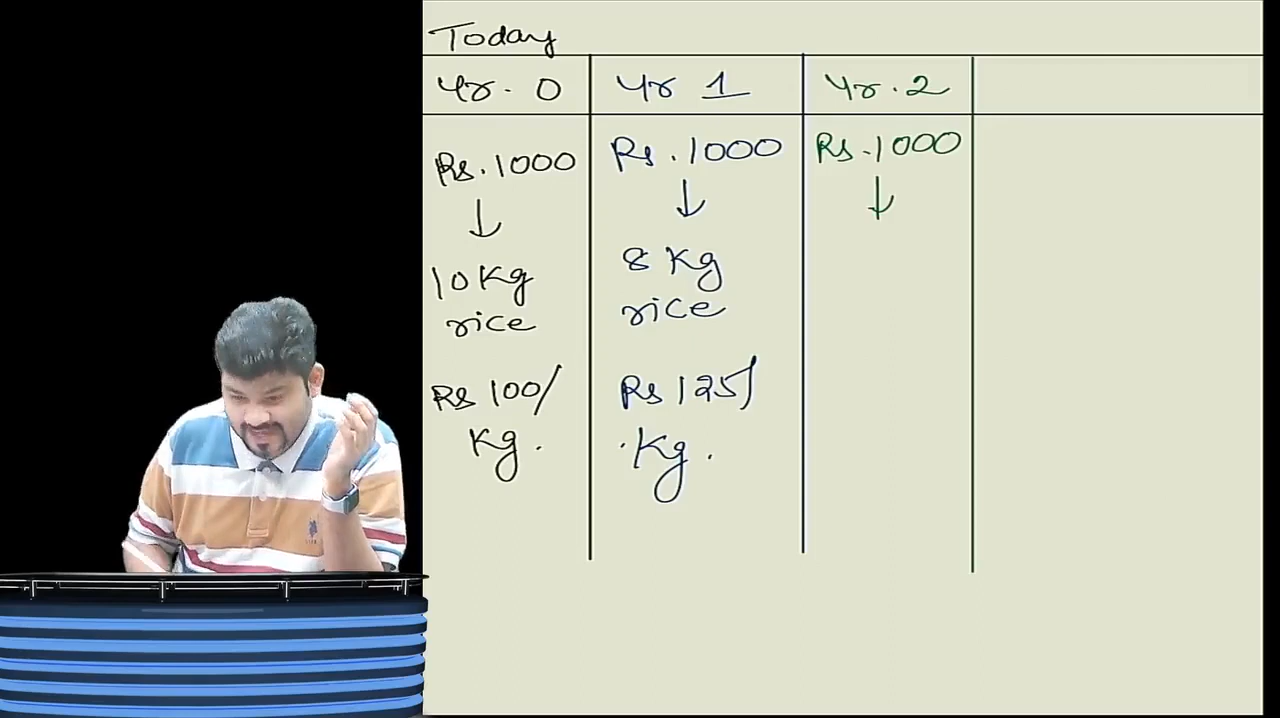 Today
Yr. 0
Rs. 1000
↓
10 Kg
rice
Rs 100/
Kg.
Yr 1
Rs. 1000
↓
8 Kg
rice
Rs 125/
Kg.
Yr. 2
Rs. 1000
↓